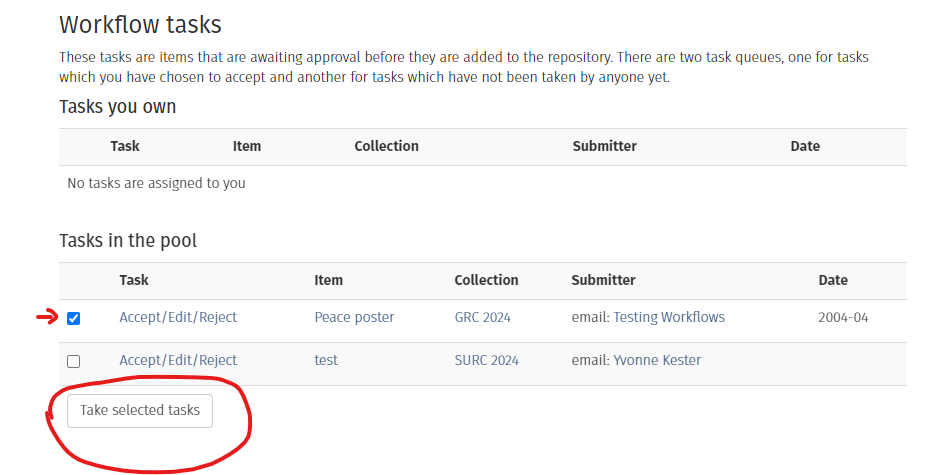 Workflow tasks
These tasks are items that are awaiting approval before they are added to the repository. There are two task queues, one for tasks
which you have chosen to accept and another for tasks which have not been taken by anyone yet.
Tasks you own
Task Item Collection Submitter Date
No tasks are assigned to you
Tasks in the pool
Task Item Collection Submitter Date
Accept/Edit/Reject Peace poster GRC 2024 email: Testing Workflows 2004-04
Accept/Edit/Reject test SURC 2024 email: Yvonne Kester
Take selected tasks